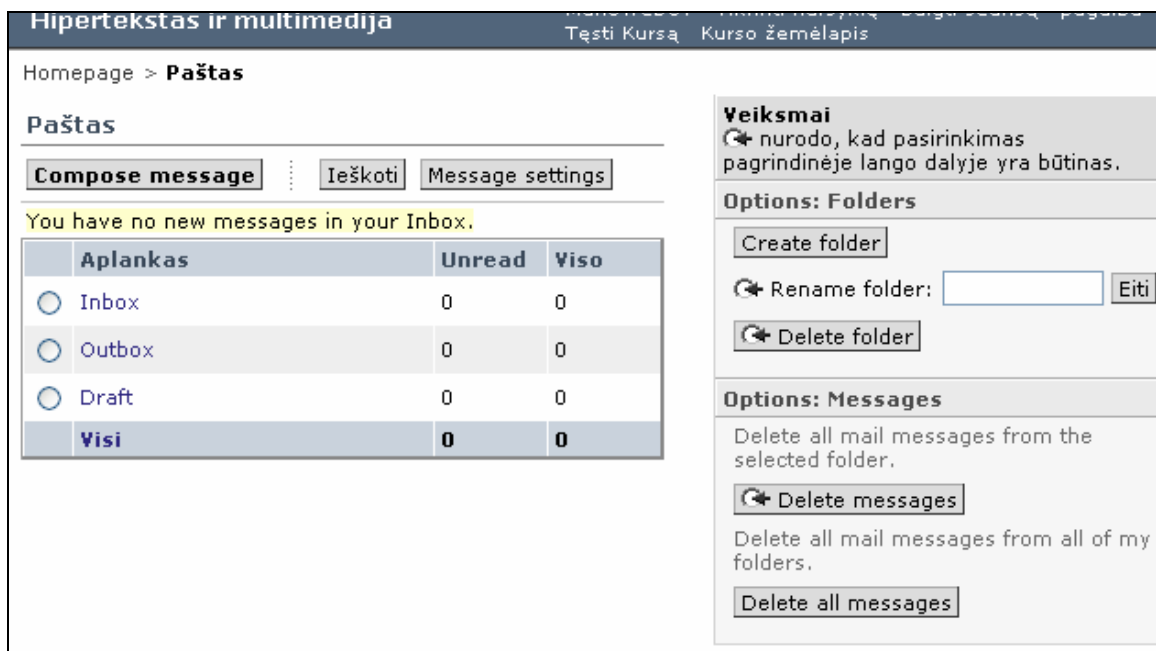 Hipertekstas ir multimedija
Tęsti Kursą Kurso žemėlapis
Homepage > Paštas
Paštas
Compose message Ieškoti Message settings
You have no new messages in your Inbox.
Aplankas Unread Viso
Inbox 0 0
Outbox 0 0
Draft 0 0
Visi 0 0
Veiksmai
nurodo, kad pasirinkimas
pagrindinėje lango dalyje yra būtinas.
Options: Folders
Create folder
Rename folder: Eiti
Delete folder
Options: Messages
Delete all mail messages from the
selected folder.
Delete messages
Delete all mail messages from all of my
folders.
Delete all messages